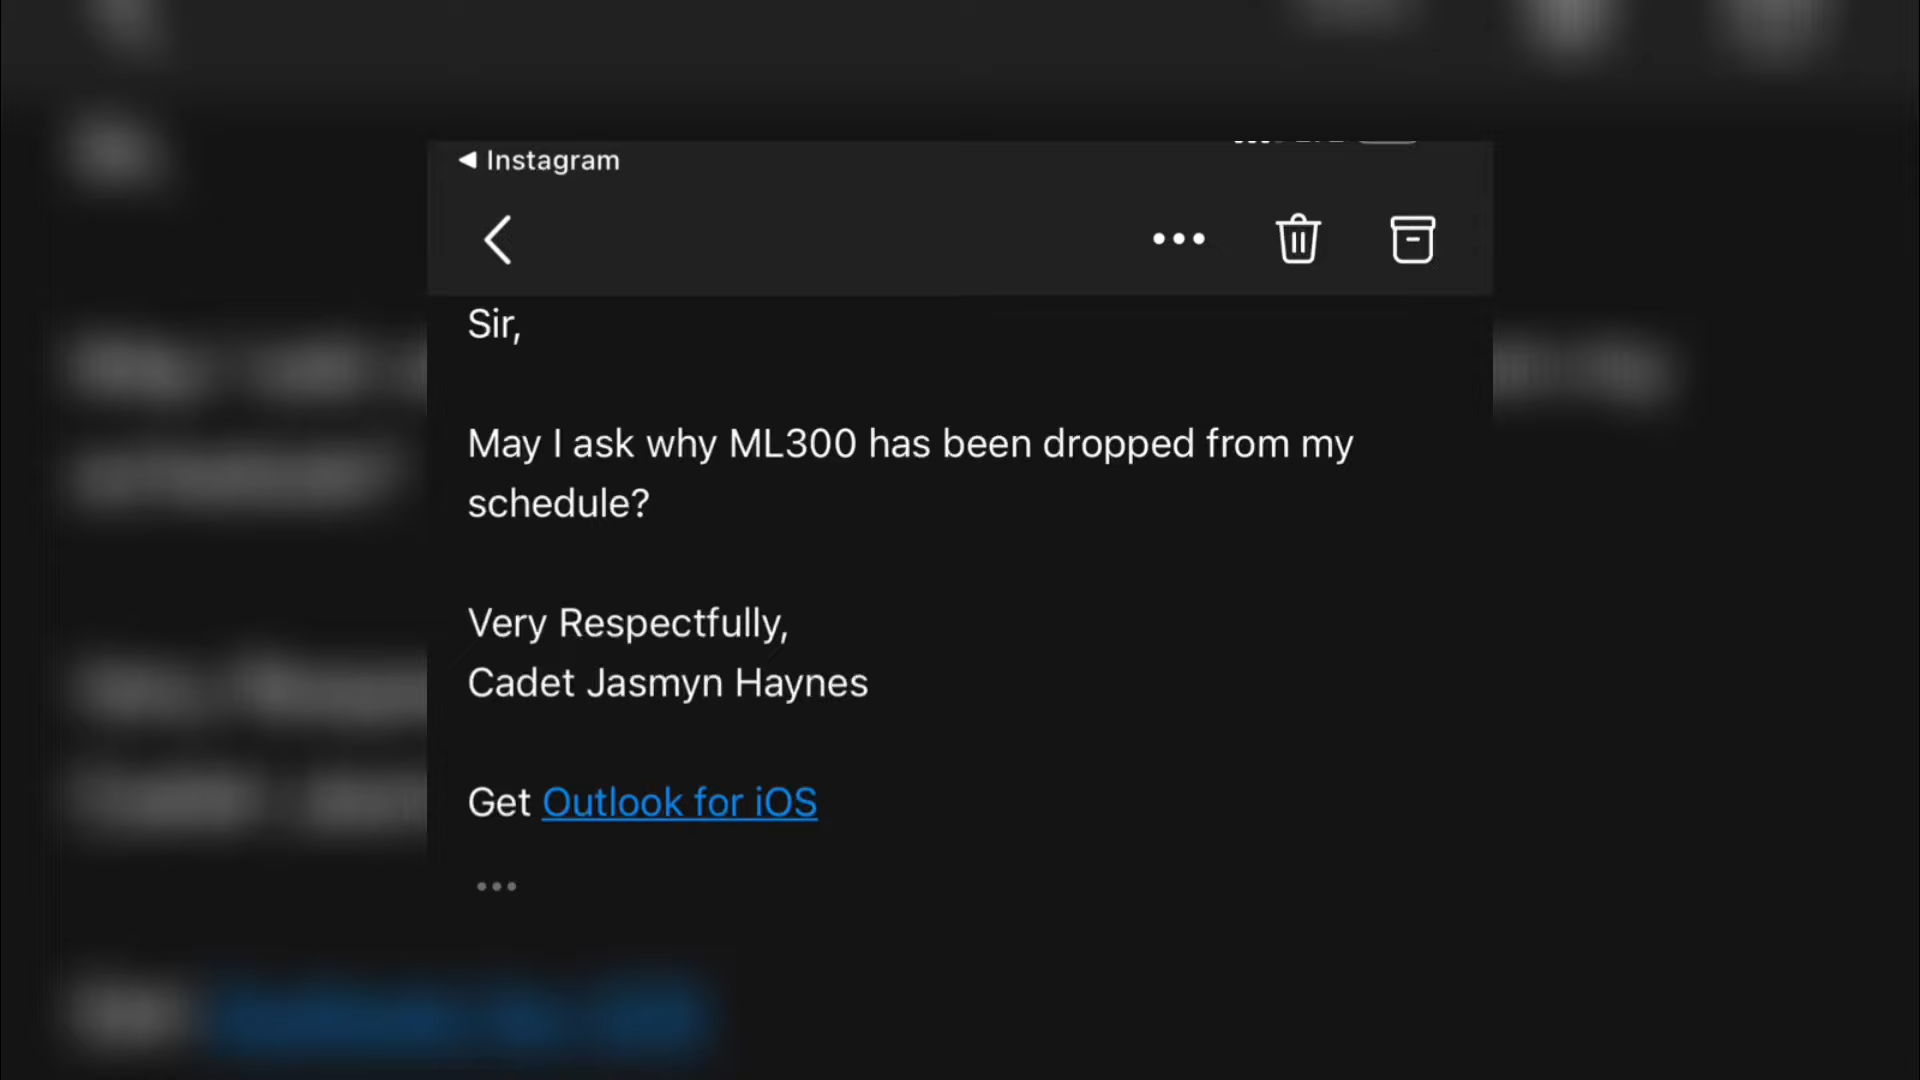 ◀ Instagram
Sir,
May I ask why ML300 has been dropped from my
schedule?
Very Respectfully,
Cadet Jasmyn Haynes
Get Outlook for iOS